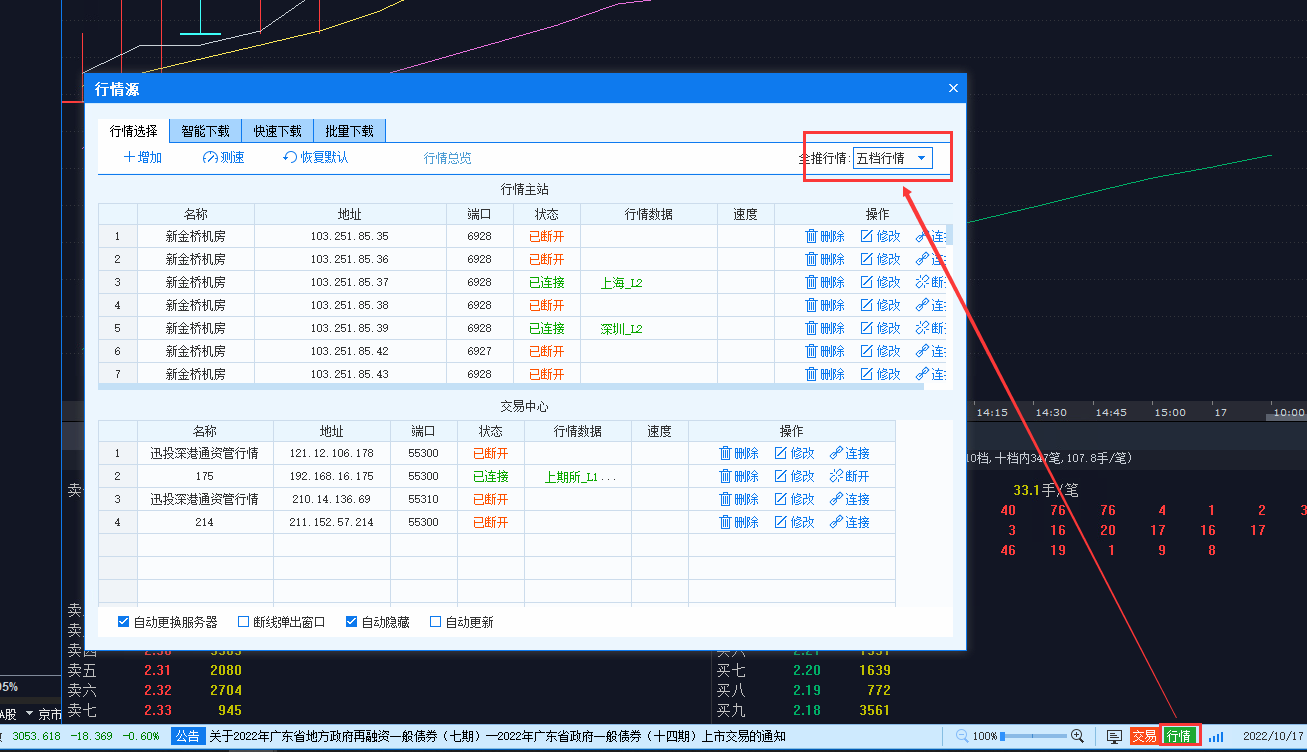 行情源
行情选择 智能下载 快速下载 批量下载
增加 测速 恢复默认 行情总览 全推行情: 五档行情
行情主站
名称 地址 端口 状态 行情数据 速度 操作
1 新金桥机房 103.251.85.35 6928 已断开 删除 修改
2 新金桥机房 103.251.85.36 6928 已断开 删除 修改
3 新金桥机房 103.251.85.37 6928 已连接 上海_L2 删除 修改 断
4 新金桥机房 103.251.85.38 6928 已断开 删除 修改
5 新金桥机房 103.251.85.39 6928 已连接 深圳_L2 删除 修改 断
6 新金桥机房 103.251.85.42 6927 已断开 删除 修改
7 新金桥机房 103.251.85.43 6928 已断开 删除 修改
交易中心
名称 地址 端口 状态 行情数据 速度 操作
1 迅投深港通资管行情 121.12.106.178 55300 已断开 删除 修改 连接
2 175 192.168.16.175 55300 已连接 上期所_L1... 删除 修改 断开
3 迅投深港通资管行情 210.14.136.69 55310 已断开 删除 修改 连接
4 214 211.152.57.214 55300 已断开 删除 修改 连接
自动更换服务器 断线弹出窗口 自动隐藏 自动更新
14:15 14:30 14:45 15:00 17 10:00
10档,十档内347笔,107.8手/笔)
33.1手/笔
40 76 76 4 1 2 3
3 16 20 17 16 17
46 19 1 9 8
卖
卖
卖
卖四 买六
卖五 2.31 2080 买七 2.20 1639
卖六 2.32 2704 买八 2.19 772
卖七 2.33 945 买九 2.18 3561
05%
A股 京市
3053.618 -18.369 -0.60% 公告 关于2022年广东省地方政府再融资一般债券（七期）—2022年广东省政府一般债券（十四期）上市交易的通知 100% 交易 行情 2022/10/17